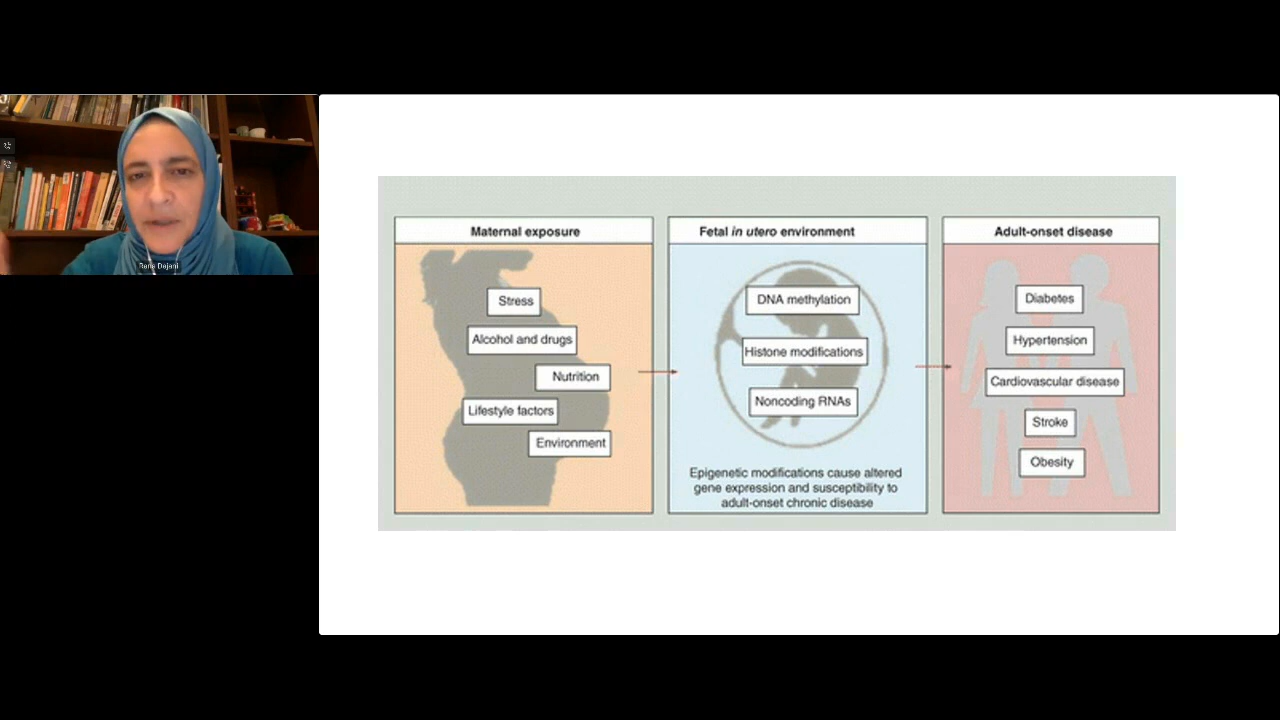 Rana Dajani
Maternal exposure
Stress
Alcohol and drugs
Nutrition
Lifestyle factors
Environment
Fetal in utero environment
DNA methylation
Histone modifications
Noncoding RNAs
Epigenetic modifications cause altered
gene expression and susceptibility to
adult-onset chronic disease
Adult-onset disease
Diabetes
Hypertension
Cardiovascular disease
Stroke
Obesity